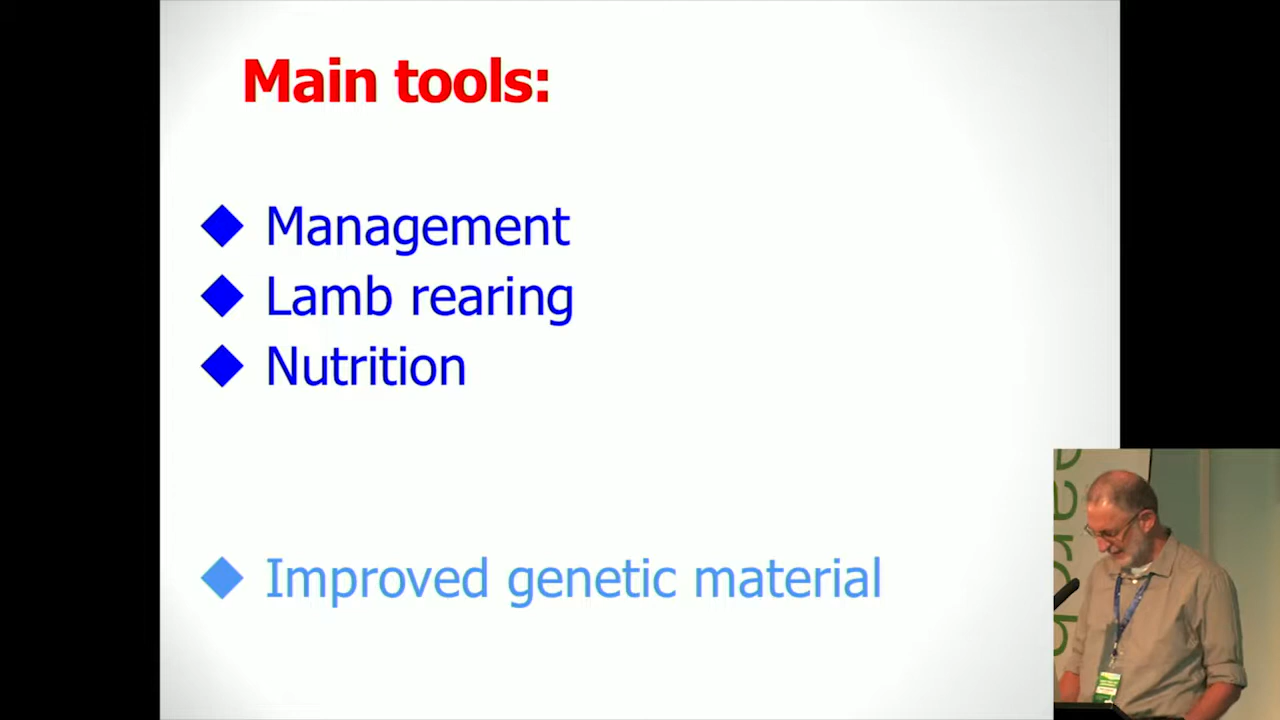 Main tools:
Management
Lamb rearing
Nutrition
Improved genetic material